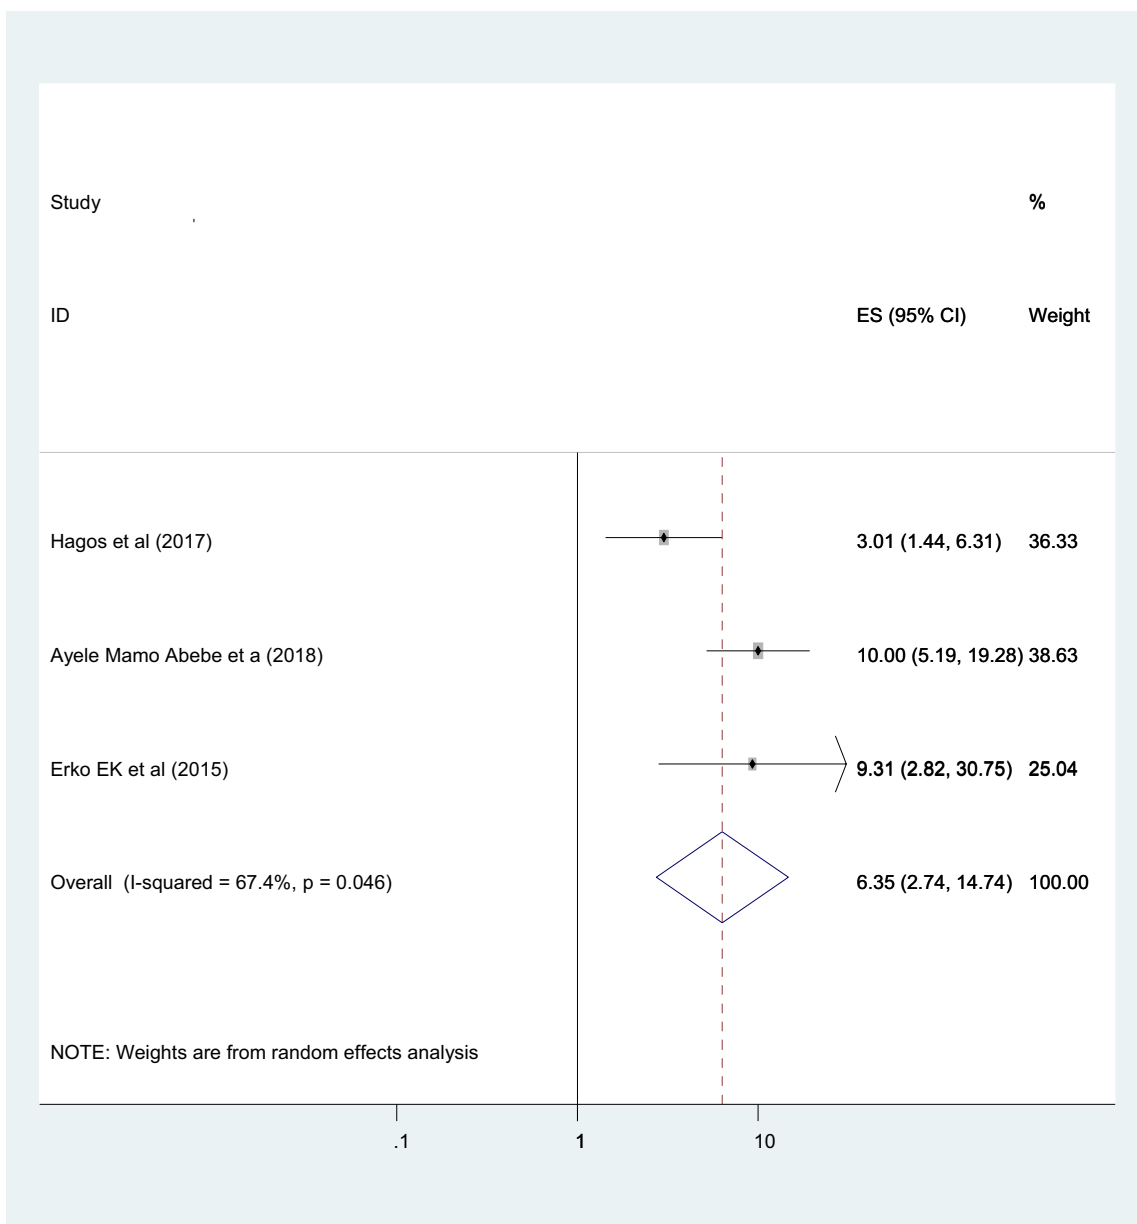 Study %
ID ES (95% CI) Weight
Hagos et al (2017) 3.01 (1.44, 6.31) 36.33
Ayele Mamo Abebe et a (2018) 10.00 (5.19, 19.28) 38.63
Erko EK et al (2015) 9.31 (2.82, 30.75) 25.04
Overall (I-squared = 67.4%, p = 0.046) 6.35 (2.74, 14.74) 100.00
NOTE: Weights are from random effects analysis
.1 1 10